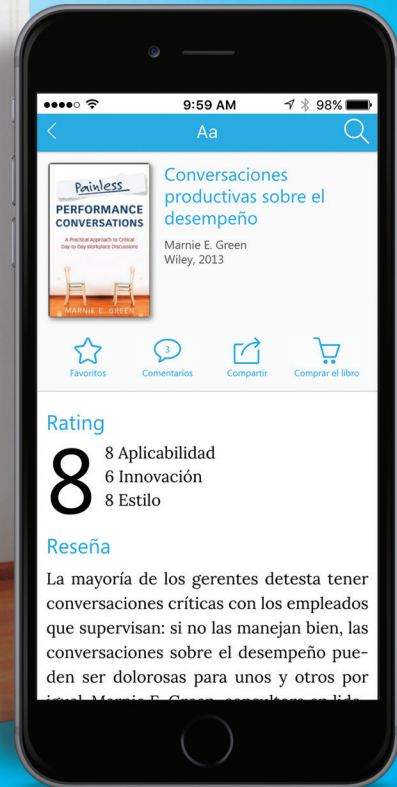 9:59 AM
98%
Aa
Painless
PERFORMANCE
CONVERSATIONS
A Practical Approach to Critical
Day-to-Day Workplace Discussions
MARNIE E. GREEN
Conversaciones
productivas sobre el
desempeño
Marnie E. Green
Wiley, 2013
Favoritos
3
Comentarios
Compartir
Comprar el libro
Rating
8
8 Aplicabilidad
6 Innovación
8 Estilo
Reseña
La mayoría de los gerentes detesta tener
conversaciones críticas con los empleados
que supervisan: si no las manejan bien, las
conversaciones sobre el desempeño pue-
den ser dolorosas para unos y otros por